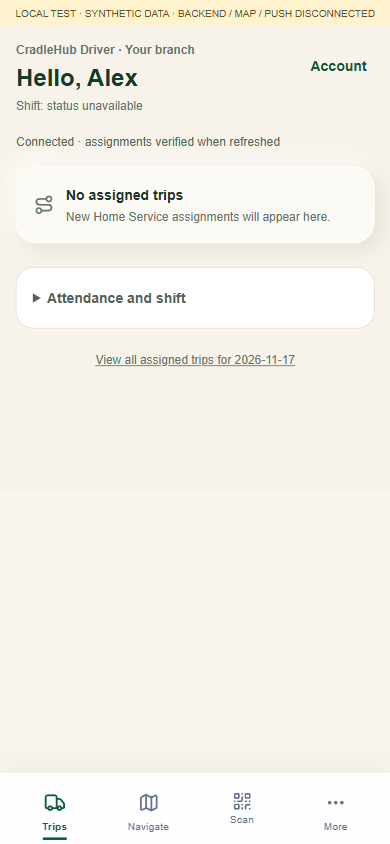 LOCAL TEST · SYNTHETIC DATA · BACKEND / MAP / PUSH DISCONNECTED
CradleHub Driver · Your branch
Hello, Alex
Account
Shift: status unavailable
Connected · assignments verified when refreshed
No assigned trips
New Home Service assignments will appear here.
Attendance and shift
View all assigned trips for 2026-11-17
Trips
Navigate
Scan
More